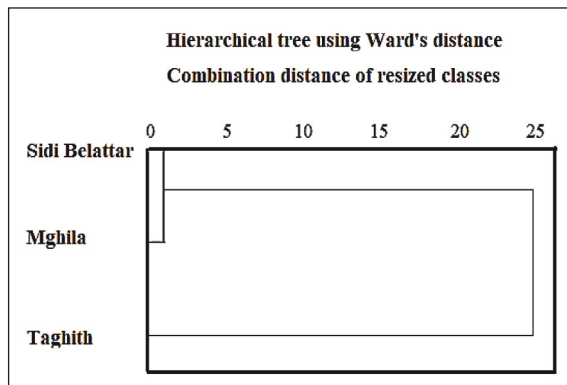 Hierarchical tree using Ward's distance
Combination distance of resized classes
0 5 10 15 20 25
Sidi Belattar
Mghila
Taghith